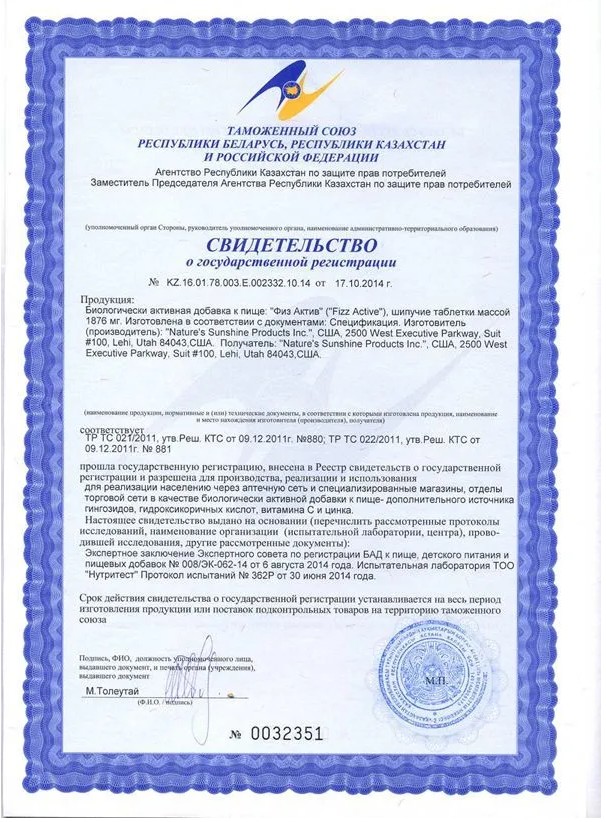 ТАМОЖЕННЫЙ СОЮЗ
РЕСПУБЛИКИ БЕЛАРУСЬ, РЕСПУБЛИКИ КАЗАХСТАН
И РОССИЙСКОЙ ФЕДЕРАЦИИ
Агентство Республики Казахстан по защите прав потребителей
Заместитель Председателя Агентства Республики Казахстан по защите прав потребителей
(уполномоченный орган Стороны, руководитель уполномоченного органа, наименование административно-территориального образования)
СВИДЕТЕЛЬСТВО
о государственной регистрации
№ KZ.16.01.78.003.E.002332.10.14 от 17.10.2014 г.
Продукция:
Биологически активная добавка к пище: "Физ Актив" ("Fizz Active"), шипучие таблетки массой
1876 мг. Изготовлена в соответствии с документами: Спецификация. Изготовитель
(производитель): "Nature's Sunshine Products Inc.", США, 2500 West Executive Parkway, Suit
#100, Lehi, Utah 84043,США. Получатель: "Nature's Sunshine Products Inc.", США, 2500 West
Executive Parkway, Suit #100, Lehi, Utah 84043,США.
(наименование продукции, нормативные и (или) технические документы, в соответствии с которыми изготовлена продукция, наименование
и место нахождения изготовителя (производителя), получателя)
соответствует
ТР ТС 021/2011, утв.Реш. КТС от 09.12.2011г. №880; ТР ТС 022/2011, утв.Реш. КТС от
09.12.2011г. № 881
прошла государственную регистрацию, внесена в Реестр свидетельств о государственной
регистрации и разрешена для производства, реализации и использования
для реализации населению через аптечную сеть и специализированные магазины, отделы
торговой сети в качестве биологически активной добавки к пище- дополнительного источника
гингозидов, гидроксикоричных кислот, витамина С и цинка.
Настоящее свидетельство выдано на основании (перечислить рассмотренные протоколы
исследований, наименование организации (испытательной лаборатории, центра), прово-
дившей исследования, другие рассмотренные документы):
Экспертное заключение Экспертного совета по регистрации БАД к пище, детского питания и
пищевых добавок № 008/ЭК-062-14 от 6 августа 2014 года. Испытательная лаборатория ТОО
"Нутритест" Протокол испытаний № 362Р от 30 июня 2014 года.
Срок действия свидетельства о государственной регистрации устанавливается на весь период
изготовления продукции или поставок подконтрольных товаров на территорию таможенного
союза
Подпись, ФИО, должность уполномоченного лица,
выдавшего документ, и печать органа (учреждения),
выдавшего документ
М.Толеутай
(Ф.И.О. / подпись)
М.П.
№ 0032351